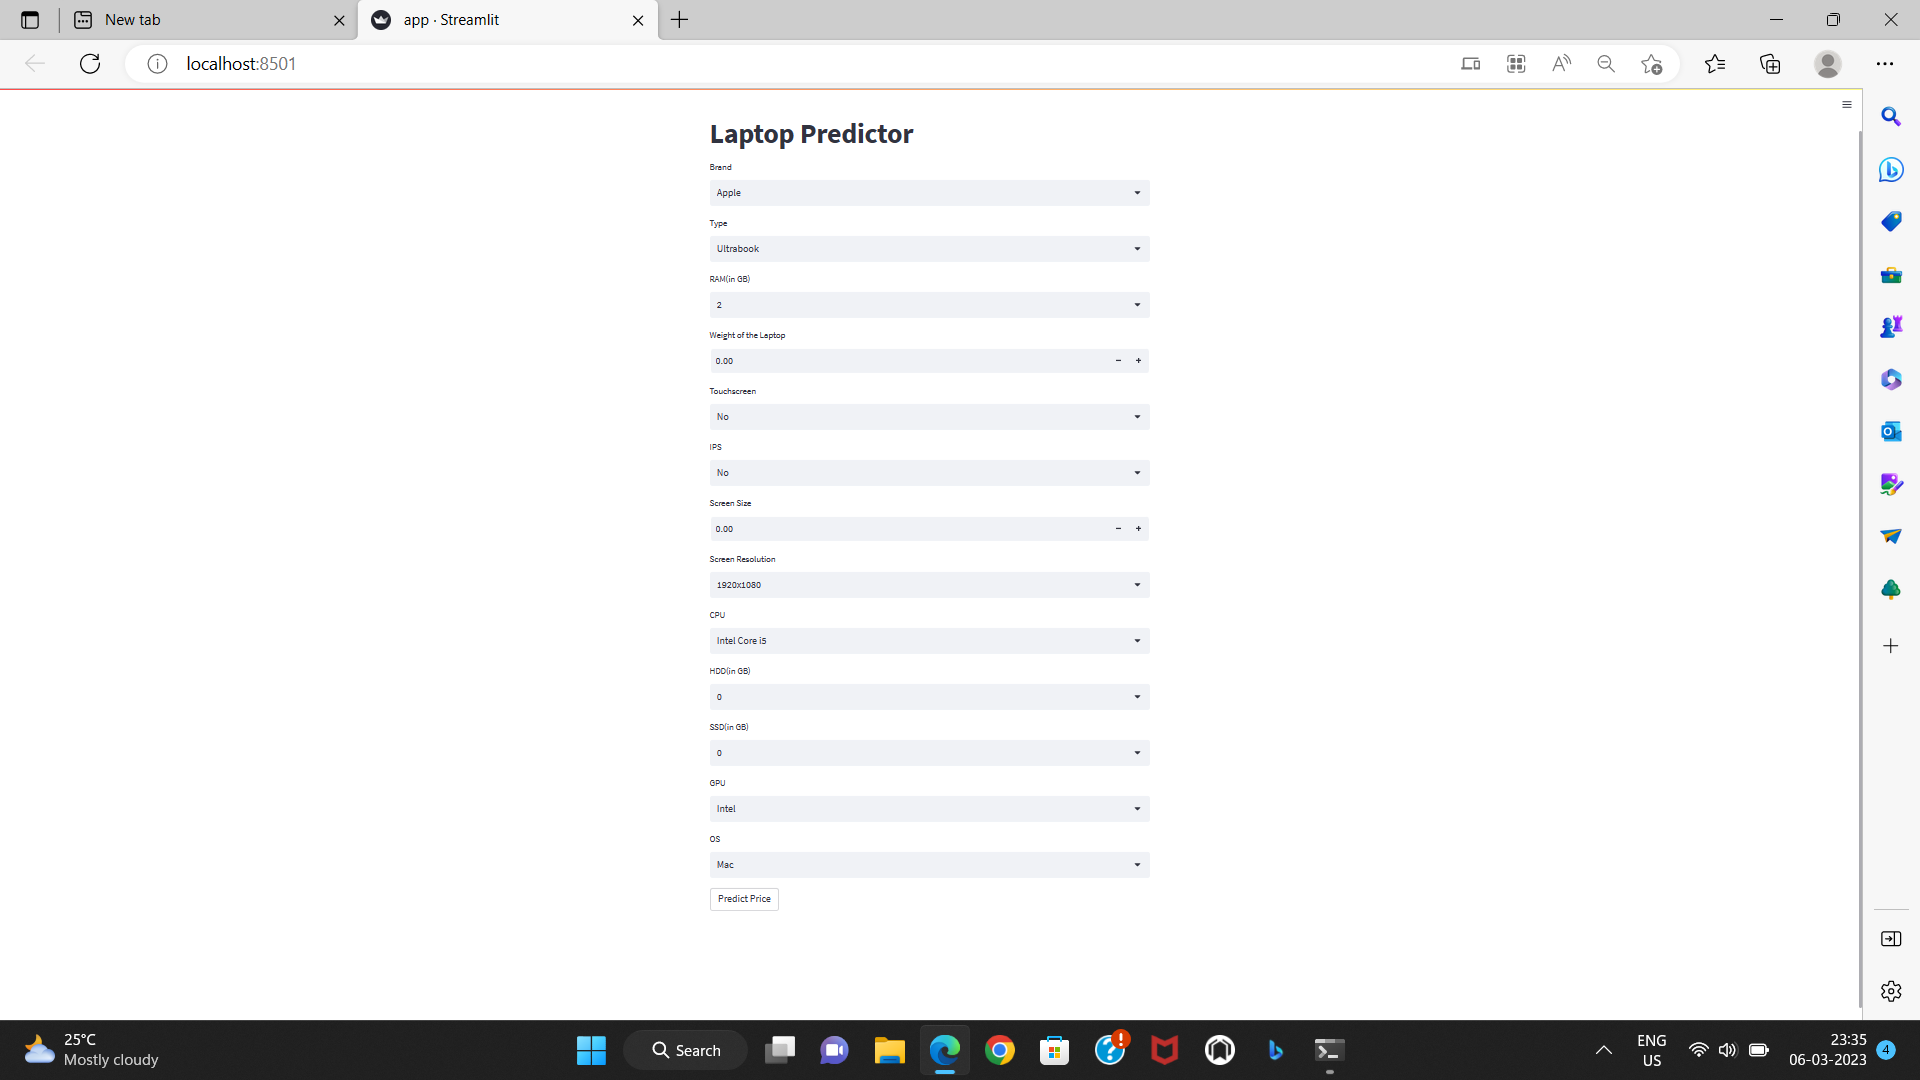 New tab
app · Streamlit
localhost:8501
Laptop Predictor
Brand
Apple
Type
Ultrabook
RAM(in GB)
2
Weight of the Laptop
0.00
Touchscreen
No
IPS
No
Screen Size
0.00
Screen Resolution
1920x1080
CPU
Intel Core i5
HDD(in GB)
0
SSD(in GB)
0
GPU
Intel
OS
Mac
Predict Price
25°C
Mostly cloudy
Search
ENG
US
23:35
06-03-2023
4